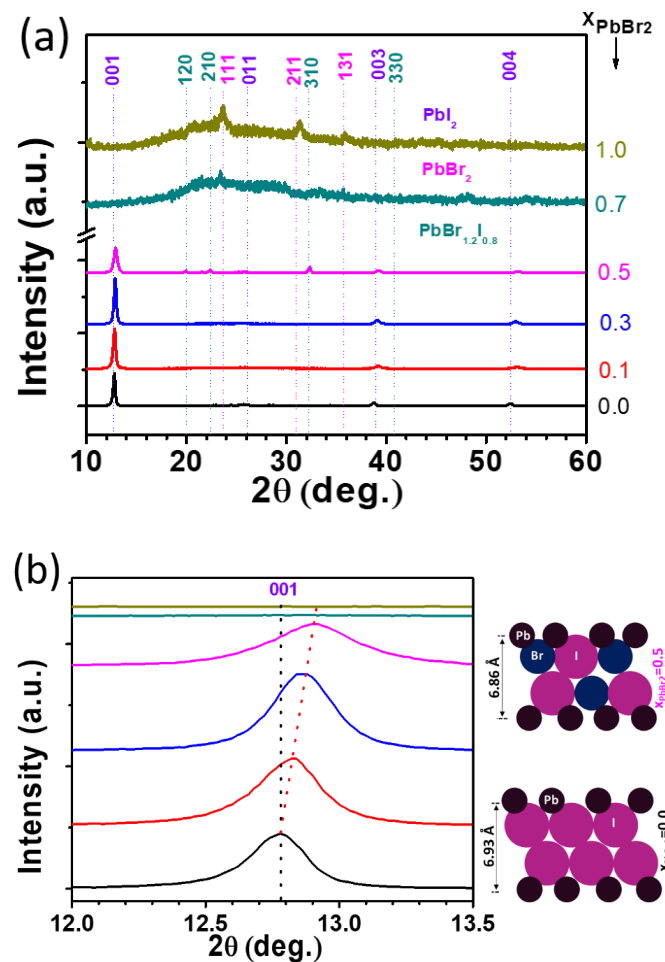 (a)
X PbBr2
001
120
210
111
011
211
310
131
003
330
004
PbI2
1.0
PbBr2
0.7
PbBr1.2I0.8
0.5
0.3
0.1
0.0
Intensity (a.u.)
10 20 30 40 50 60
2θ (deg.)
(b)
001
Intensity (a.u.)
12.0 12.5 13.0 13.5
2θ (deg.)
Pb
Br
I
6.86 Å
xPbBr2=0.5
Pb
I
6.93 Å